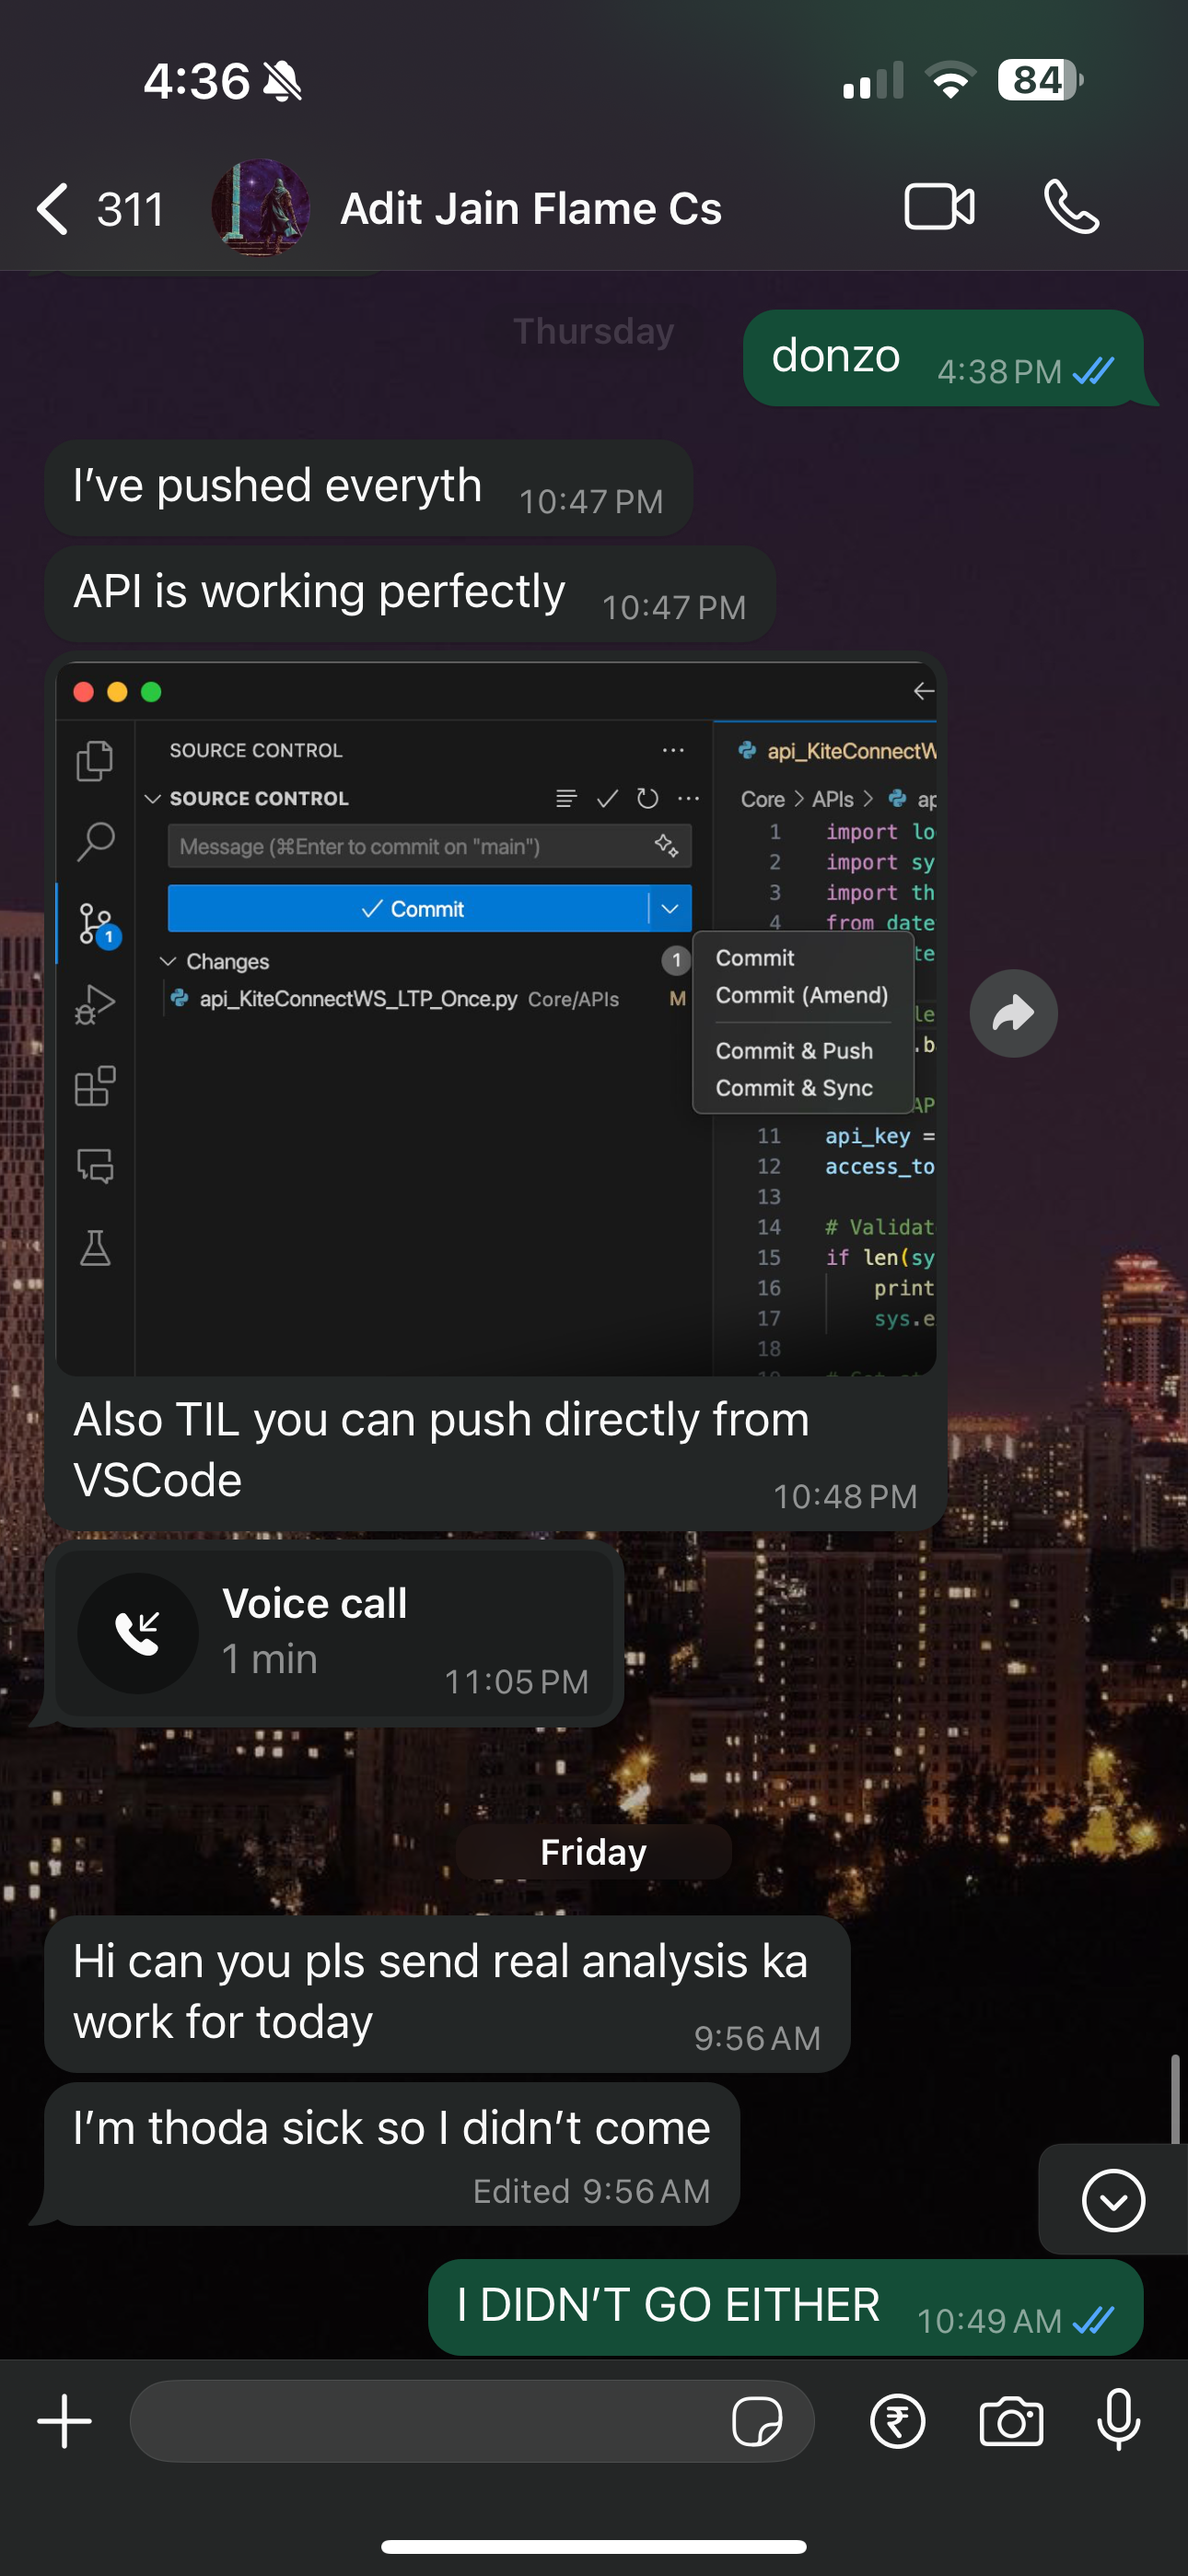 4:36
84
311
Adit Jain Flame Cs
Thursday
donzo 4:38 PM
I've pushed everyth 10:47 PM
API is working perfectly 10:47 PM
SOURCE CONTROL
SOURCE CONTROL
Message (⌘Enter to commit on "main")
Commit
Changes 1
api_KiteConnectWS_LTP_Once.py Core/APIs M
1
Commit
Commit (Amend)
Commit & Push
Commit & Sync
api_KiteConnectW
Core > APIs > ap
1 import lo
2 import sy
3 import th
4 from date
te
le
.b
AP
11 api_key =
12 access_to
13
14 # Validat
15 if len(sy
16 print
17 sys.e
18
Also TIL you can push directly from
VSCode
10:48 PM
Voice call
1 min
11:05 PM
Friday
Hi can you pls send real analysis ka
work for today
9:56 AM
I'm thoda sick so I didn't come
Edited 9:56 AM
I DIDN'T GO EITHER 10:49 AM